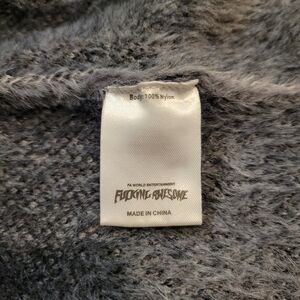 Body: 100% Nylon
FA WORLD ENTERTAINMENT
FUCKING AWESOME
MADE IN CHINA